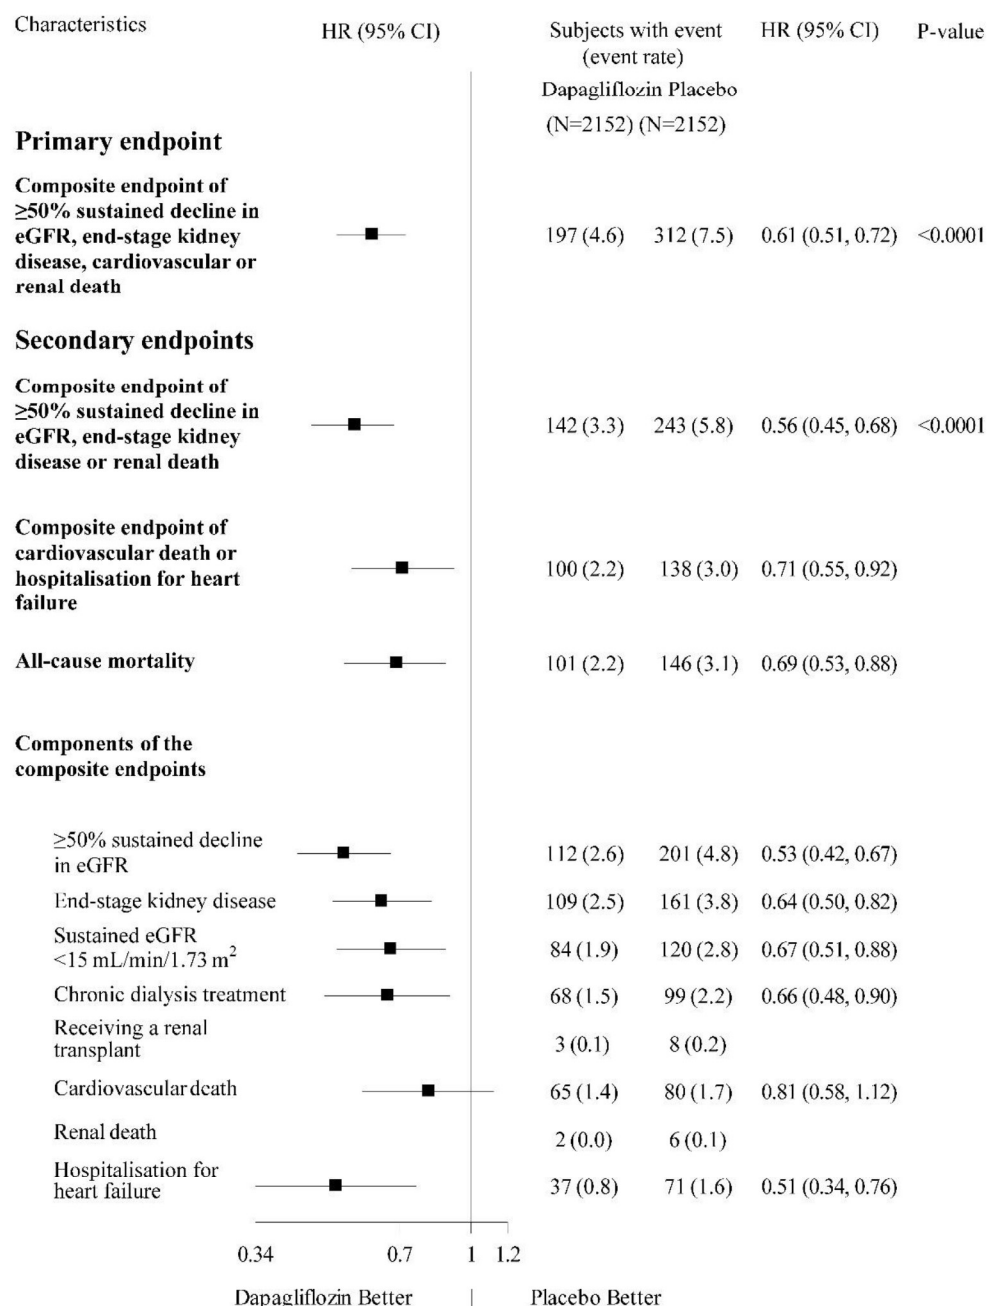 Characteristics HR (95% CI) Subjects with event HR (95% CI) P-value
(event rate)
Dapagliflozin Placebo
(N=2152) (N=2152)
Primary endpoint
Composite endpoint of
≥50% sustained decline in
eGFR, end-stage kidney
disease, cardiovascular or
renal death
197 (4.6) 312 (7.5) 0.61 (0.51, 0.72) <0.0001
Secondary endpoints
Composite endpoint of
≥50% sustained decline in
eGFR, end-stage kidney
disease or renal death
142 (3.3) 243 (5.8) 0.56 (0.45, 0.68) <0.0001
Composite endpoint of
cardiovascular death or
hospitalisation for heart
failure
100 (2.2) 138 (3.0) 0.71 (0.55, 0.92)
All-cause mortality 101 (2.2) 146 (3.1) 0.69 (0.53, 0.88)
Components of the
composite endpoints
≥50% sustained decline
in eGFR
112 (2.6) 201 (4.8) 0.53 (0.42, 0.67)
End-stage kidney disease 109 (2.5) 161 (3.8) 0.64 (0.50, 0.82)
Sustained eGFR
<15 mL/min/1.73 m²
84 (1.9) 120 (2.8) 0.67 (0.51, 0.88)
Chronic dialysis treatment 68 (1.5) 99 (2.2) 0.66 (0.48, 0.90)
Receiving a renal
transplant
3 (0.1) 8 (0.2)
Cardiovascular death 65 (1.4) 80 (1.7) 0.81 (0.58, 1.12)
Renal death 2 (0.0) 6 (0.1)
Hospitalisation for
heart failure
37 (0.8) 71 (1.6) 0.51 (0.34, 0.76)
0.34 0.7 1 1.2
Dapagliflozin Better Placebo Better